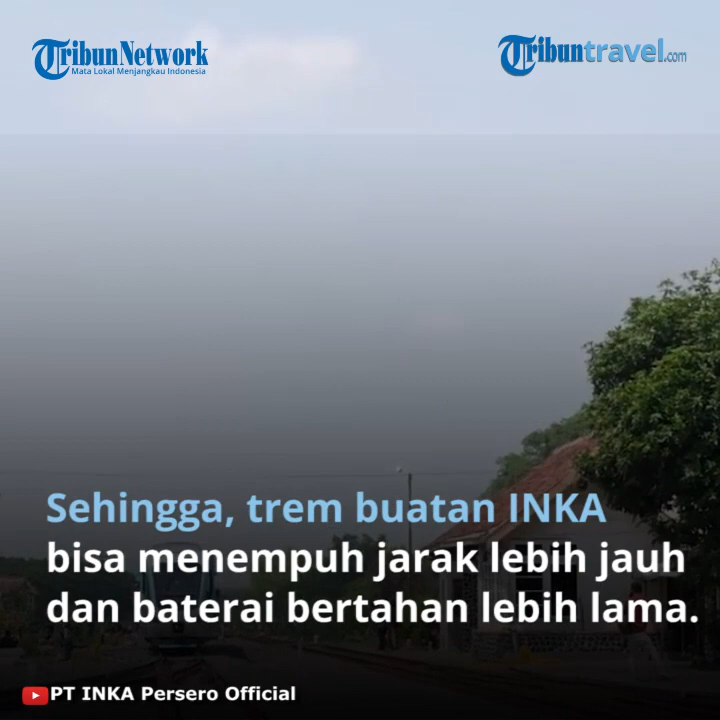 TribunNetwork
Mata Lokal Menjangkau Indonesia
Tribuntravel.com
Sehingga, trem buatan INKA
bisa menempuh jarak lebih jauh
dan baterai bertahan lebih lama.
PT INKA Persero Official